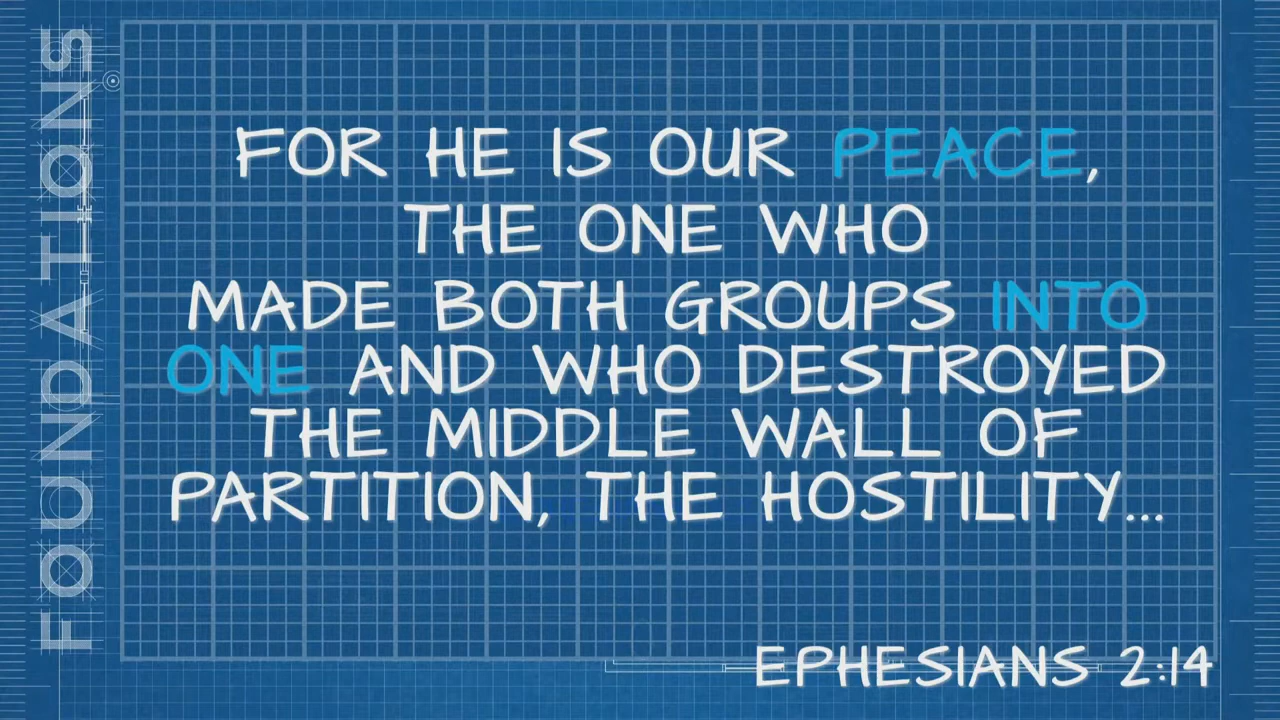 FOUNDATIONS
FOR HE IS OUR PEACE,
THE ONE WHO
MADE BOTH GROUPS INTO
ONE AND WHO DESTROYED
THE MIDDLE WALL OF
PARTITION, THE HOSTILITY...
EPHESIANS 2:14